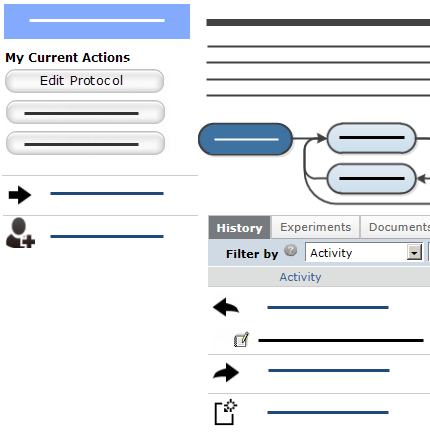 My Current Actions
Edit Protocol
History
Experiments
Documents
Filter by
Activity
Activity